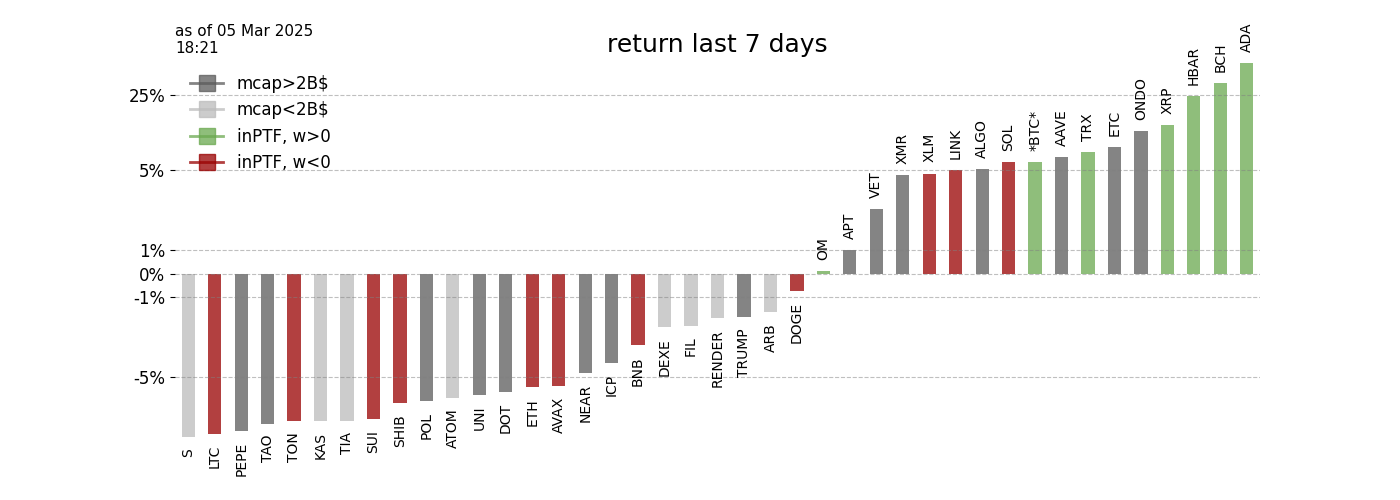 as of 05 Mar 2025
18:21
return last 7 days
mcap>2B$
mcap<2B$
inPTF, w>0
inPTF, w<0
25%
5%
1%
0%
-1%
-5%
S
LTC
PEPE
TAO
TON
KAS
TIA
SUI
SHIB
POL
ATOM
UNI
DOT
ETH
AVAX
NEAR
ICP
BNB
DEXE
FIL
RENDER
TRUMP
ARB
DOGE
OM
APT
VET
XMR
XLM
LINK
ALGO
SOL
*BTC*
AAVE
TRX
ETC
ONDO
XRP
HBAR
BCH
ADA